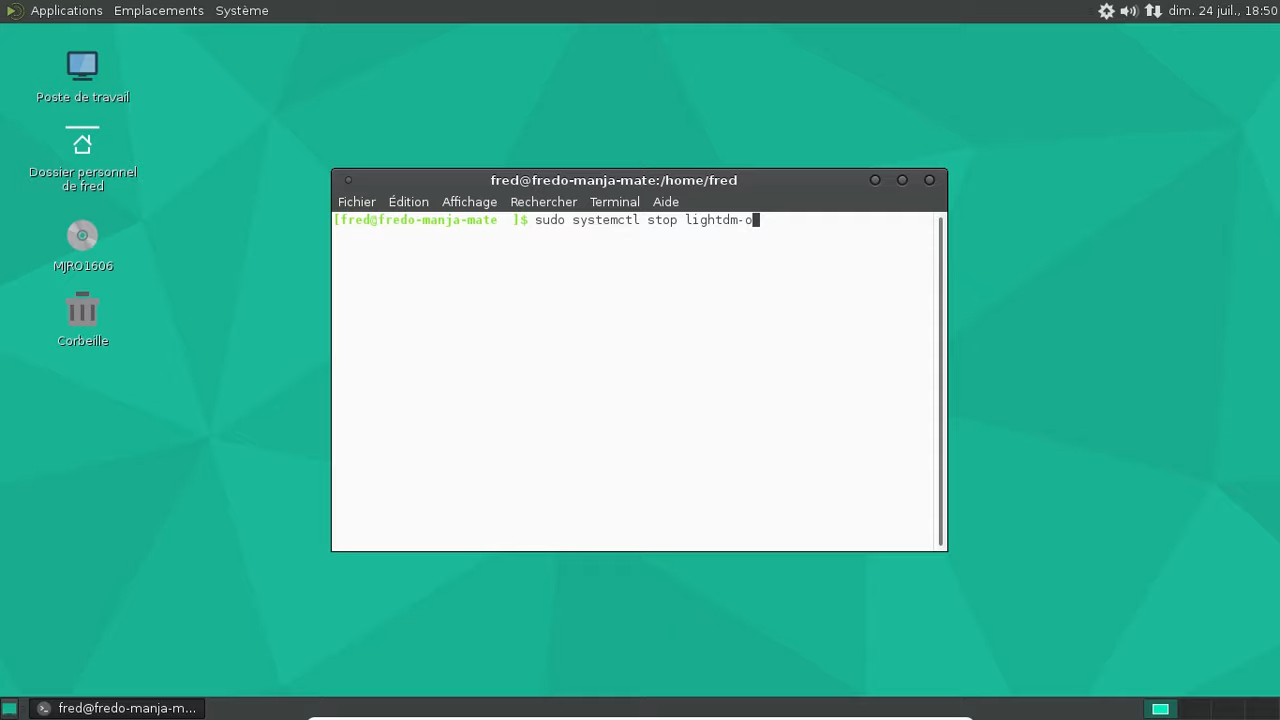 Applications Emplacements Système
dim. 24 juil., 18:50
Poste de travail
Dossier personnel
de fred
MJRO1606
Corbeille
fred@fredo-manja-mate:/home/fred
Fichier Édition Affichage Rechercher Terminal Aide
[fred@fredo-manja-mate ]$ sudo systemctl stop lightdm-o
fred@fredo-manja-m...